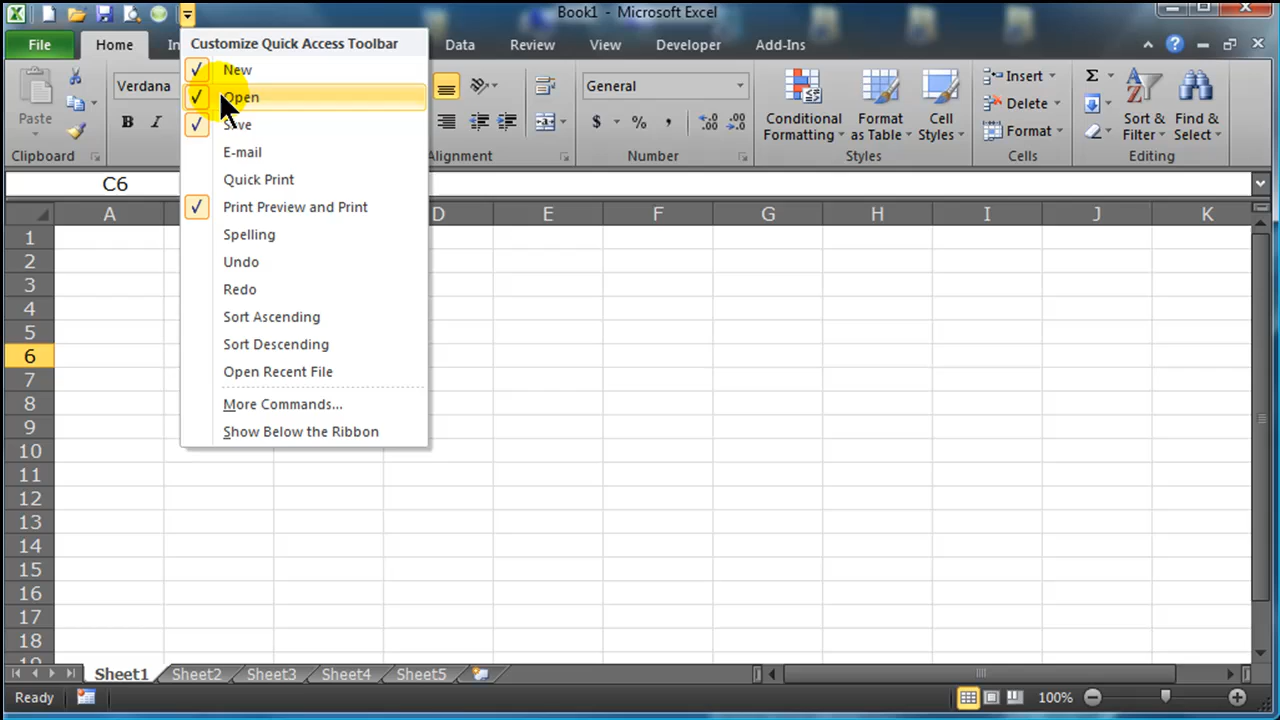 Book1 - Microsoft Excel
File Home In Data Review View Developer Add-Ins
Customize Quick Access Toolbar
New
Open
Save
E-mail
Quick Print
Print Preview and Print
Spelling
Undo
Redo
Sort Ascending
Sort Descending
Open Recent File
More Commands...
Show Below the Ribbon
Paste
Clipboard
Verdana
B I
Alignment
General
$ % ,
Number
Conditional Formatting
Format as Table
Cell Styles
Styles
Insert
Delete
Format
Cells
Σ
Sort & Filter
Find & Select
Editing
C6
A D E F G H I J K
1
2
3
4
5
6
7
8
9
10
11
12
13
14
15
16
17
18
19
Sheet1 Sheet2 Sheet3 Sheet4 Sheet5
Ready 100%